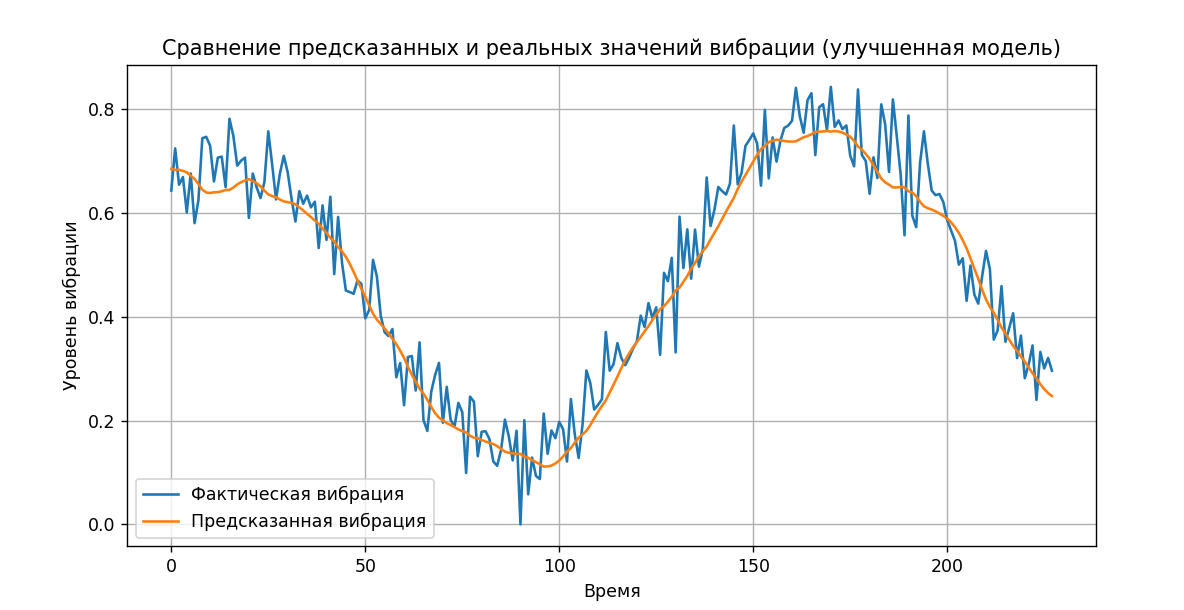 Сравнение предсказанных и реальных значений вибрации (улучшенная модель)
Уровень вибрации
0.8
0.6
0.4
0.2
0.0
Фактическая вибрация
Предсказанная вибрация
0 50 100 150 200
Время